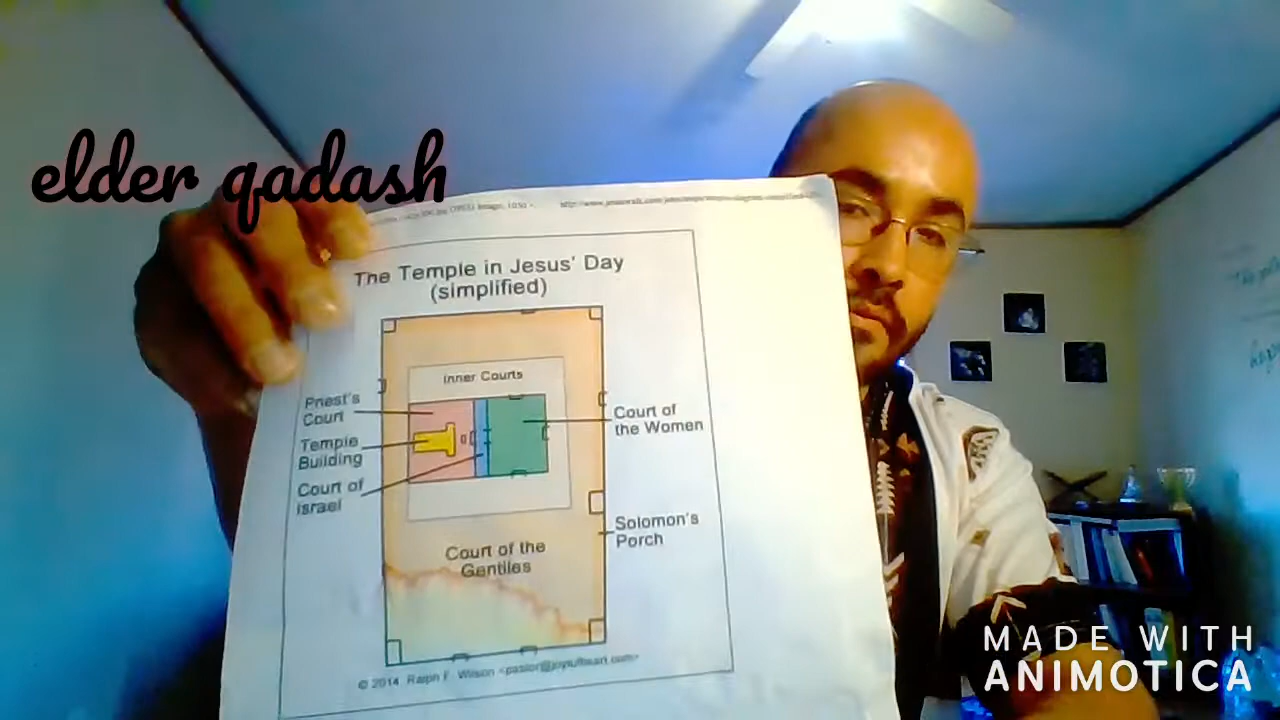 elder qadash
The Temple in Jesus' Day
(simplified)
Inner Courts
Priest's
Court
Temple
Building
Court of
Israel
Court of
the Women
Solomon's
Porch
Court of the
Gentiles
© 2014 Ralph F. Wilson <pastor@joyfulheart.com>
MADE WITH
ANIMOTICA